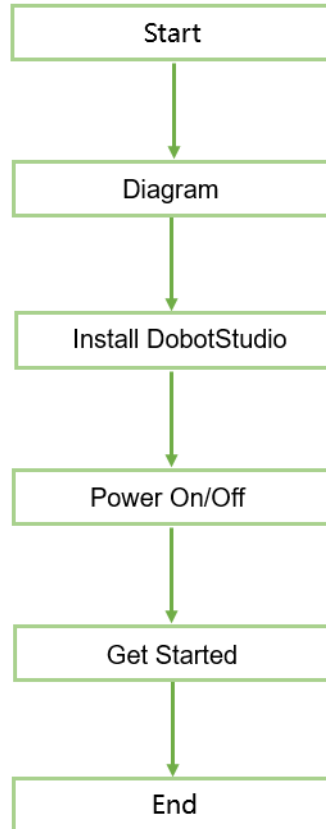 Start
Diagram
Install DobotStudio
Power On/Off
Get Started
End